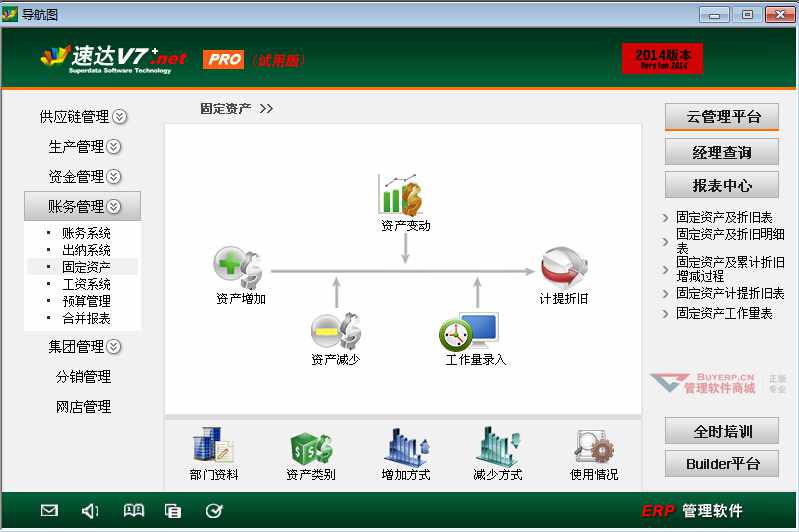 导航图
速达V7+.net
Superdata Software Technology
PRO
(试用版)
2014版本
Version 2014
供应链管理
生产管理
资金管理
账务管理
账务系统
出纳系统
固定资产
工资系统
预算管理
合并报表
集团管理
分销管理
网店管理
固定资产 >>
资产变动
资产增加
计提折旧
资产减少
工作量录入
部门资料
资产类别
增加方式
减少方式
使用情况
云管理平台
经理查询
报表中心
固定资产及折旧表
固定资产及折旧明细
表
固定资产及累计折旧
增减过程
固定资产计提折旧表
固定资产工作量表
BUYERP.CN
管理软件商城
正版
专业
全时培训
Builder平台
ERP 管理软件